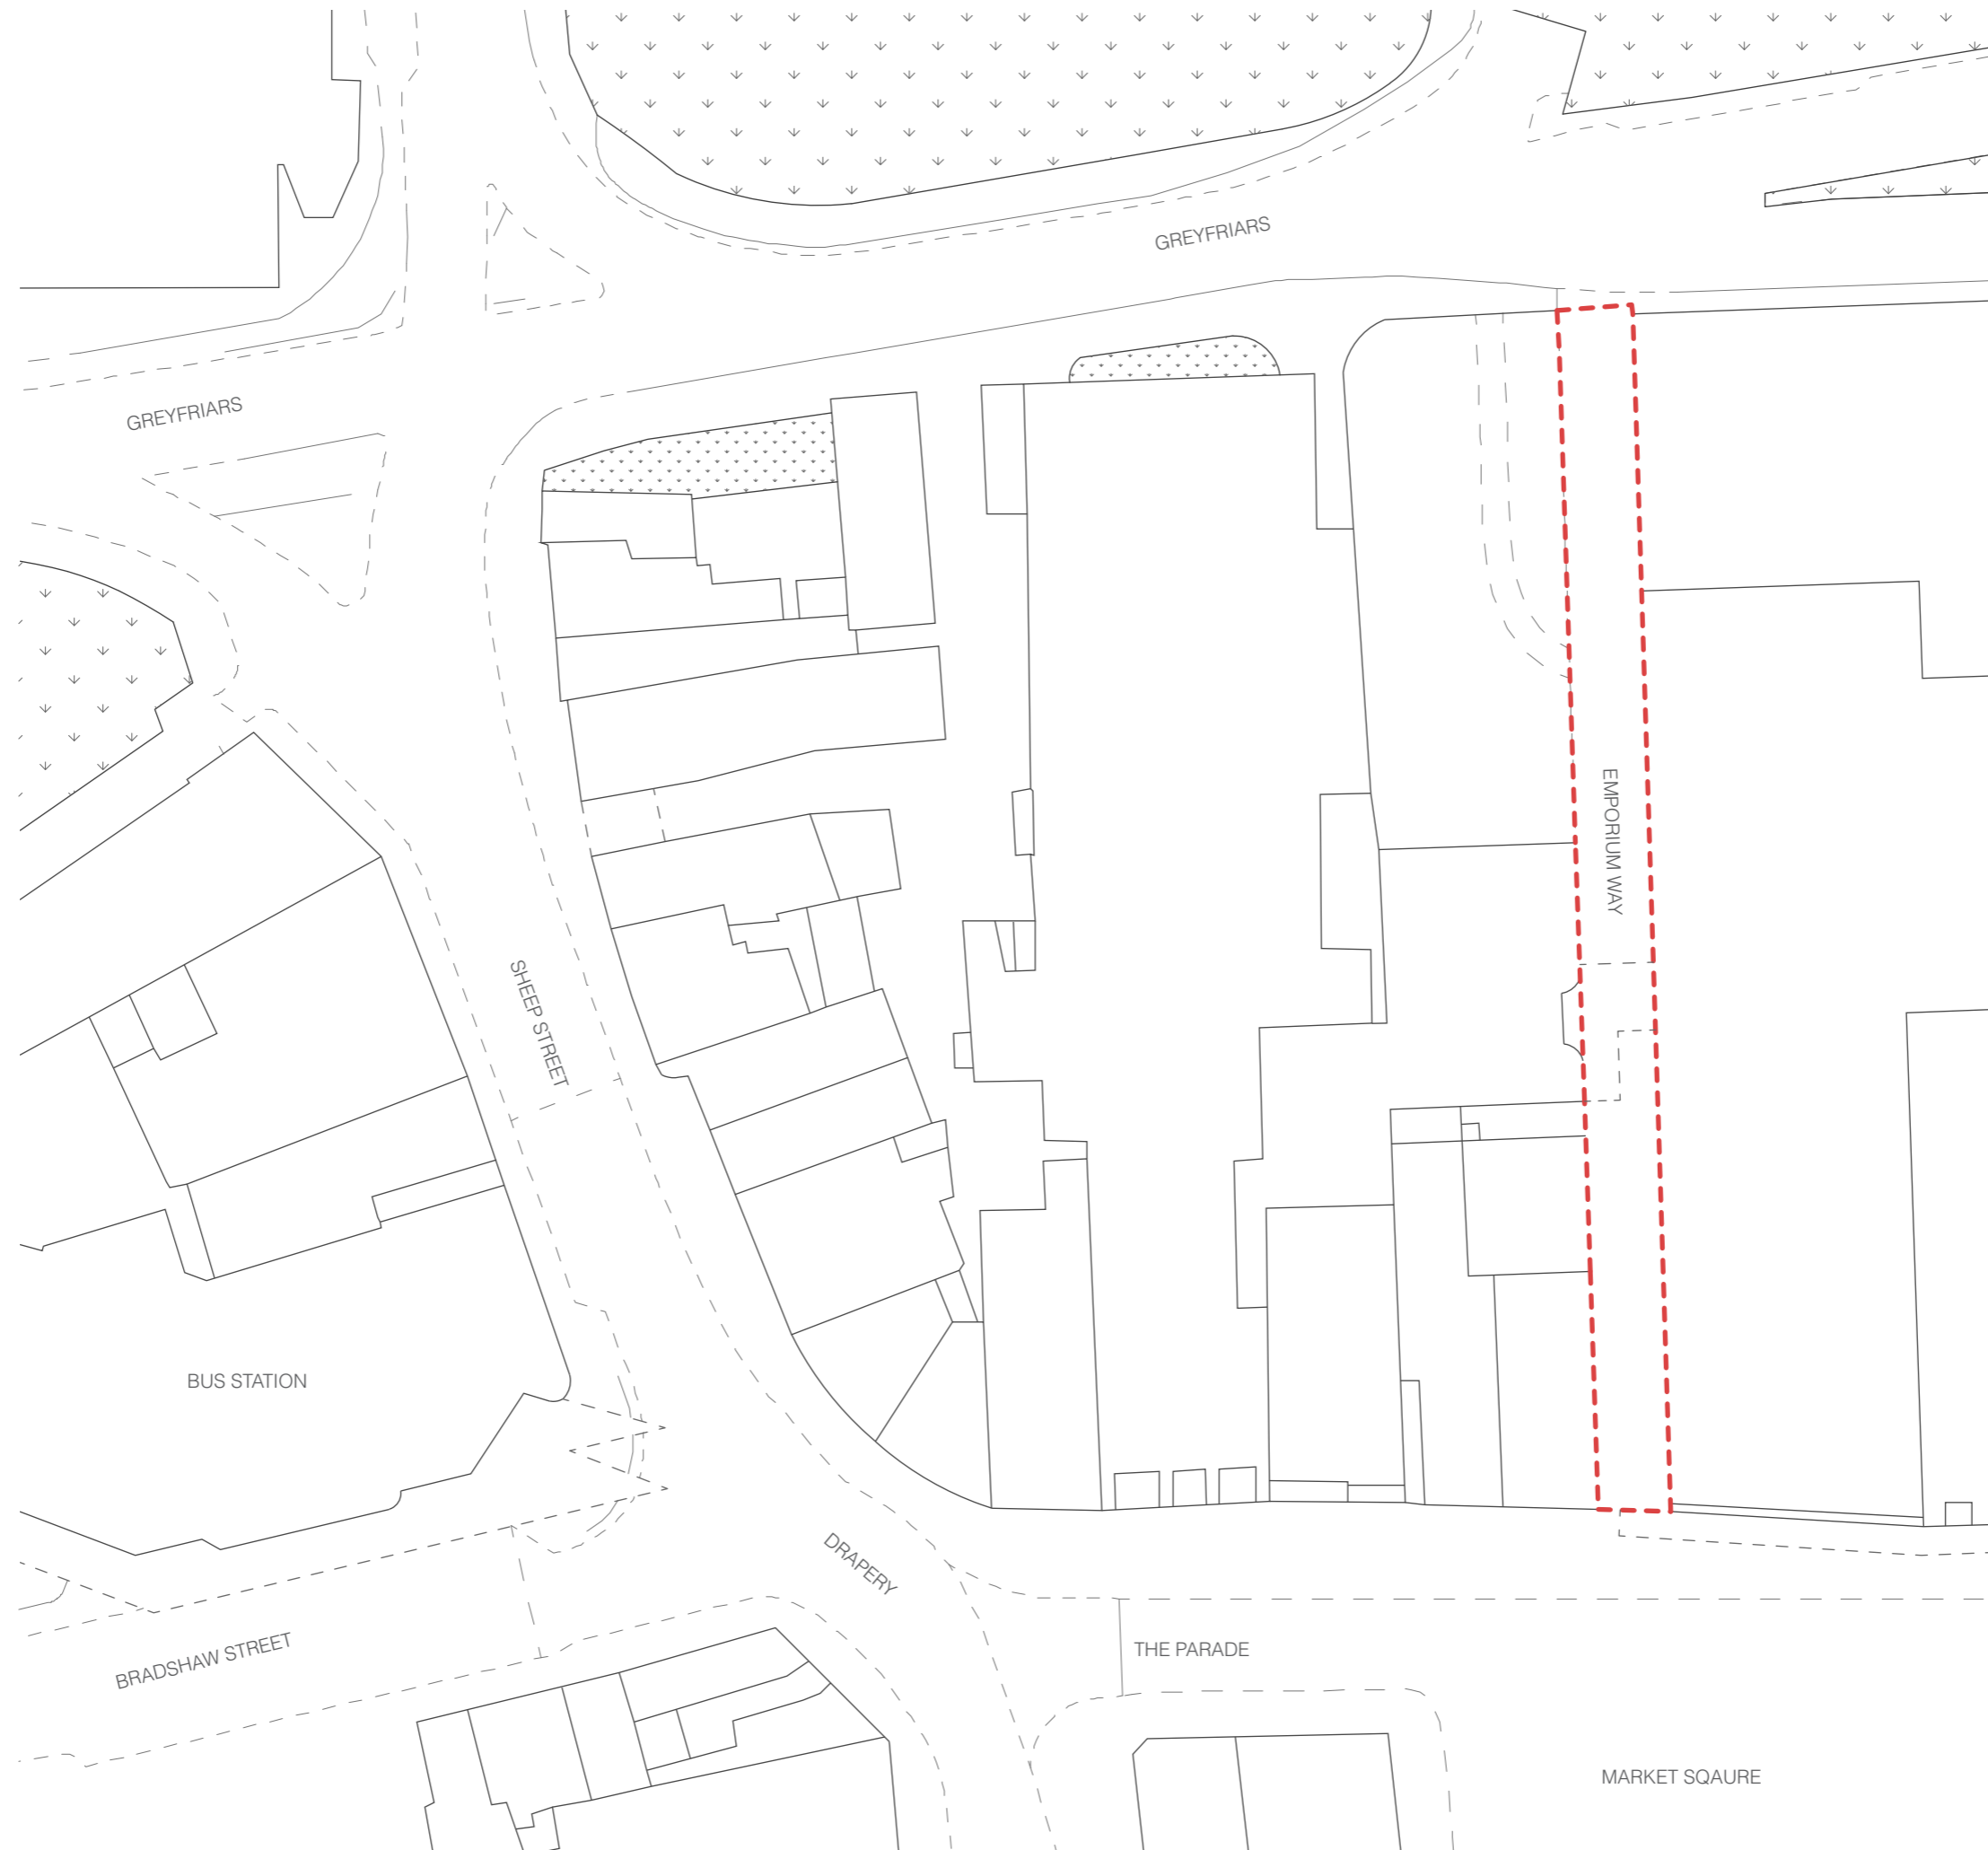 GREYFRIARS
GREYFRIARS
EMPORIUM WAY
SHEEP STREET
BUS STATION
DRAPERY
BRADSHAW STREET
THE PARADE
MARKET SQAURE